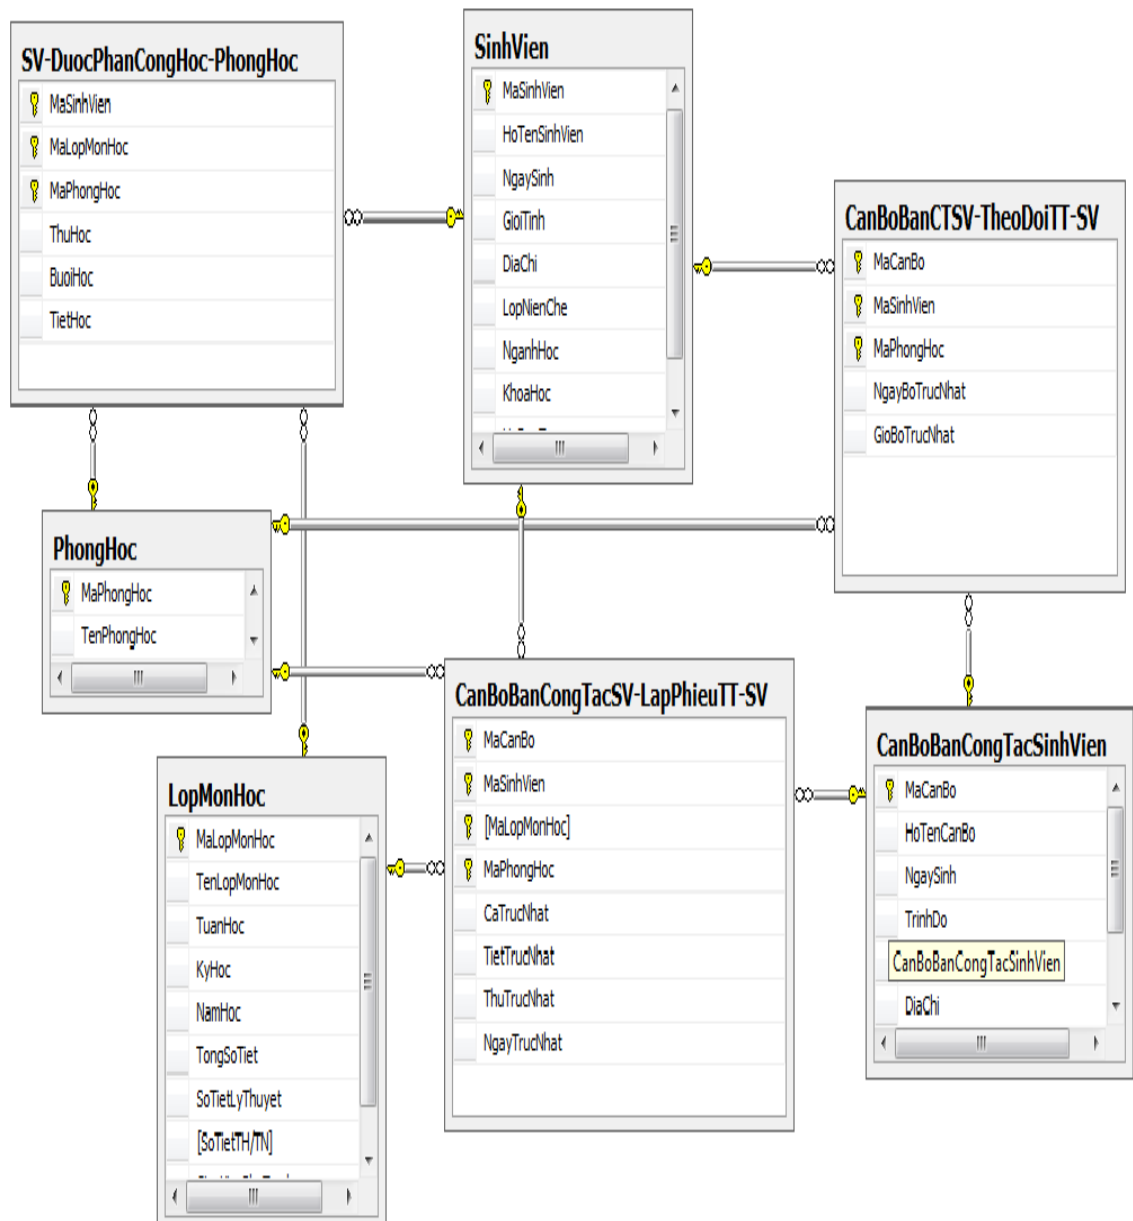 SV-DuocPhanCongHoc-PhongHoc
MaSinhVien
MaLopMonHoc
MaPhongHoc
ThuHoc
BuoiHoc
TietHoc
SinhVien
MaSinhVien
HoTenSinhVien
NgaySinh
GioiTinh
DiaChi
LopNienChe
NganhHoc
KhoaHoc
CanBoBanCTSV-TheoDoiTT-SV
MaCanBo
MaSinhVien
MaPhongHoc
NgayBoTrucNhat
GioBoTrucNhat
PhongHoc
MaPhongHoc
TenPhongHoc
CanBoBanCongTacSV-LapPhieuTT-SV
MaCanBo
MaSinhVien
[MaLopMonHoc]
MaPhongHoc
CaTrucNhat
TietTrucNhat
ThuTrucNhat
NgayTrucNhat
CanBoBanCongTacSinhVien
MaCanBo
HoTenCanBo
NgaySinh
TrinhDo
CanBoBanCongTacSinhVien
DiaChi
LopMonHoc
MaLopMonHoc
TenLopMonHoc
TuanHoc
KyHoc
NamHoc
TongSoTiet
SoTietLyThuyet
[SoTietTH/TN]